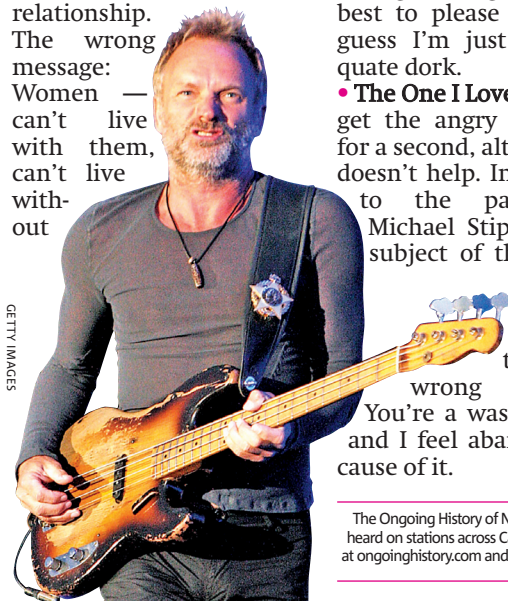 relationship.
The wrong
message:
Women —
can't live
with them,
can't live
with-
out
GETTY IMAGES
best to please
guess I'm just
quate dork.
• The One I Love
get the angry
for a second, alt
doesn't help. In
to the pa
Michael Stip
subject of th
t
wrong
You're a was
and I feel abar
cause of it.
The Ongoing History of N
heard on stations across Ca
at ongoinghistory.com and